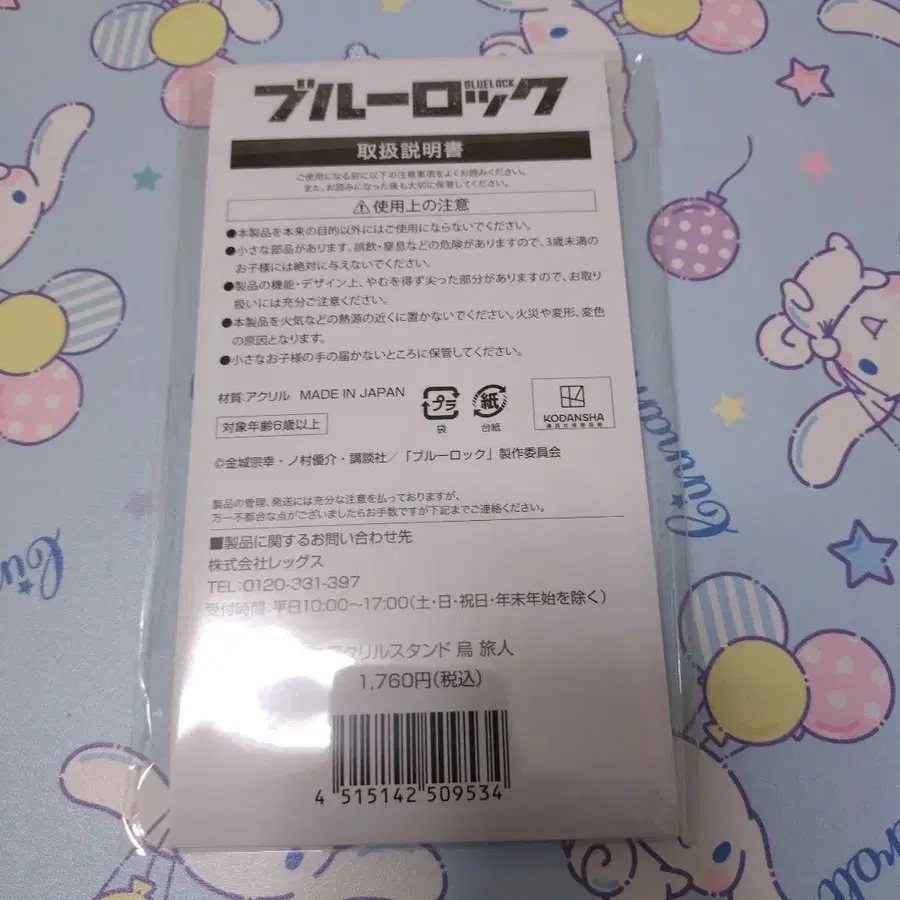 ブルーロック
BLUELOCK
取扱説明書
ご使用になる前に以下の注意事項をよくお読みください。
また、お読みになった後も大切に保管してください。
⚠使用上の注意
●本製品を本来の目的以外にはご使用にならないでください。
●小さな部品があります。誤飲・窒息などの危険がありますので、3歳未満の
お子様には絶対に与えないでください。
●製品の機能・デザイン上、やむを得ず尖った部分がありますので、お取り
扱いには充分ご注意ください。
●本製品を火気などの熱源の近くに置かないでください。火災や変形、変色
の原因となります。
●小さなお子様の手の届かないところに保管してください。
材質:アクリル MADE IN JAPAN
プラ
袋
紙
台紙
KODANSHA
対象年齢6歳以上
©金城宗幸・ノ村優介・講談社/「ブルーロック」製作委員会
製品の管理、発送には充分な注意を払っておりますが、
万一不都合な点がございましたらお手数ですが下記までご連絡ください。
■製品に関するお問い合わせ先
株式会社レッグス
TEL:0120-331-397
受付時間:平日10:00〜17:00(土・日・祝日・年末年始を除く)
アクリルスタンド 烏 旅人
1,760円(税込)
4 515142 509534
Cinnamoroll